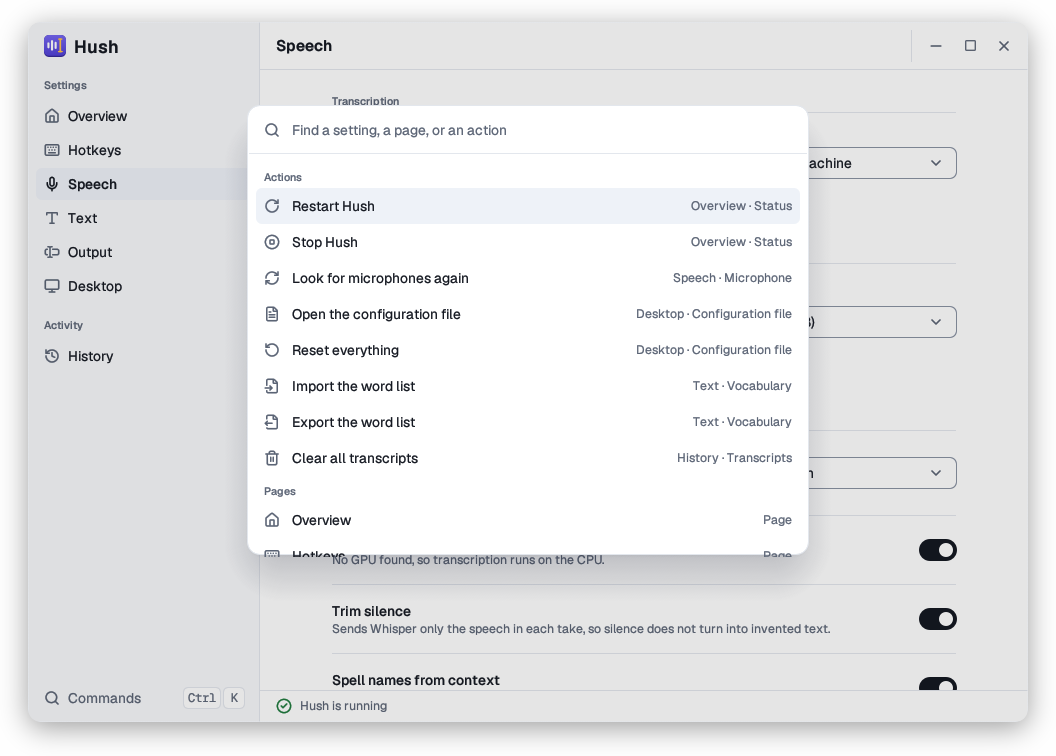 Hush
Speech
Settings
Overview
Hotkeys
Speech
Text
Output
Desktop
Activity
History
Commands
Ctrl K
Transcription
Find a setting, a page, or an action
Actions
Restart Hush Overview · Status
Stop Hush Overview · Status
Look for microphones again Speech · Microphone
Open the configuration file Desktop · Configuration file
Reset everything Desktop · Configuration file
Import the word list Text · Vocabulary
Export the word list Text · Vocabulary
Clear all transcripts History · Transcripts
Pages
Overview Page
Hotkeys Page
No GPU found, so transcription runs on the CPU.
Trim silence
Sends Whisper only the speech in each take, so silence does not turn into invented text.
Spell names from context
Hush is running